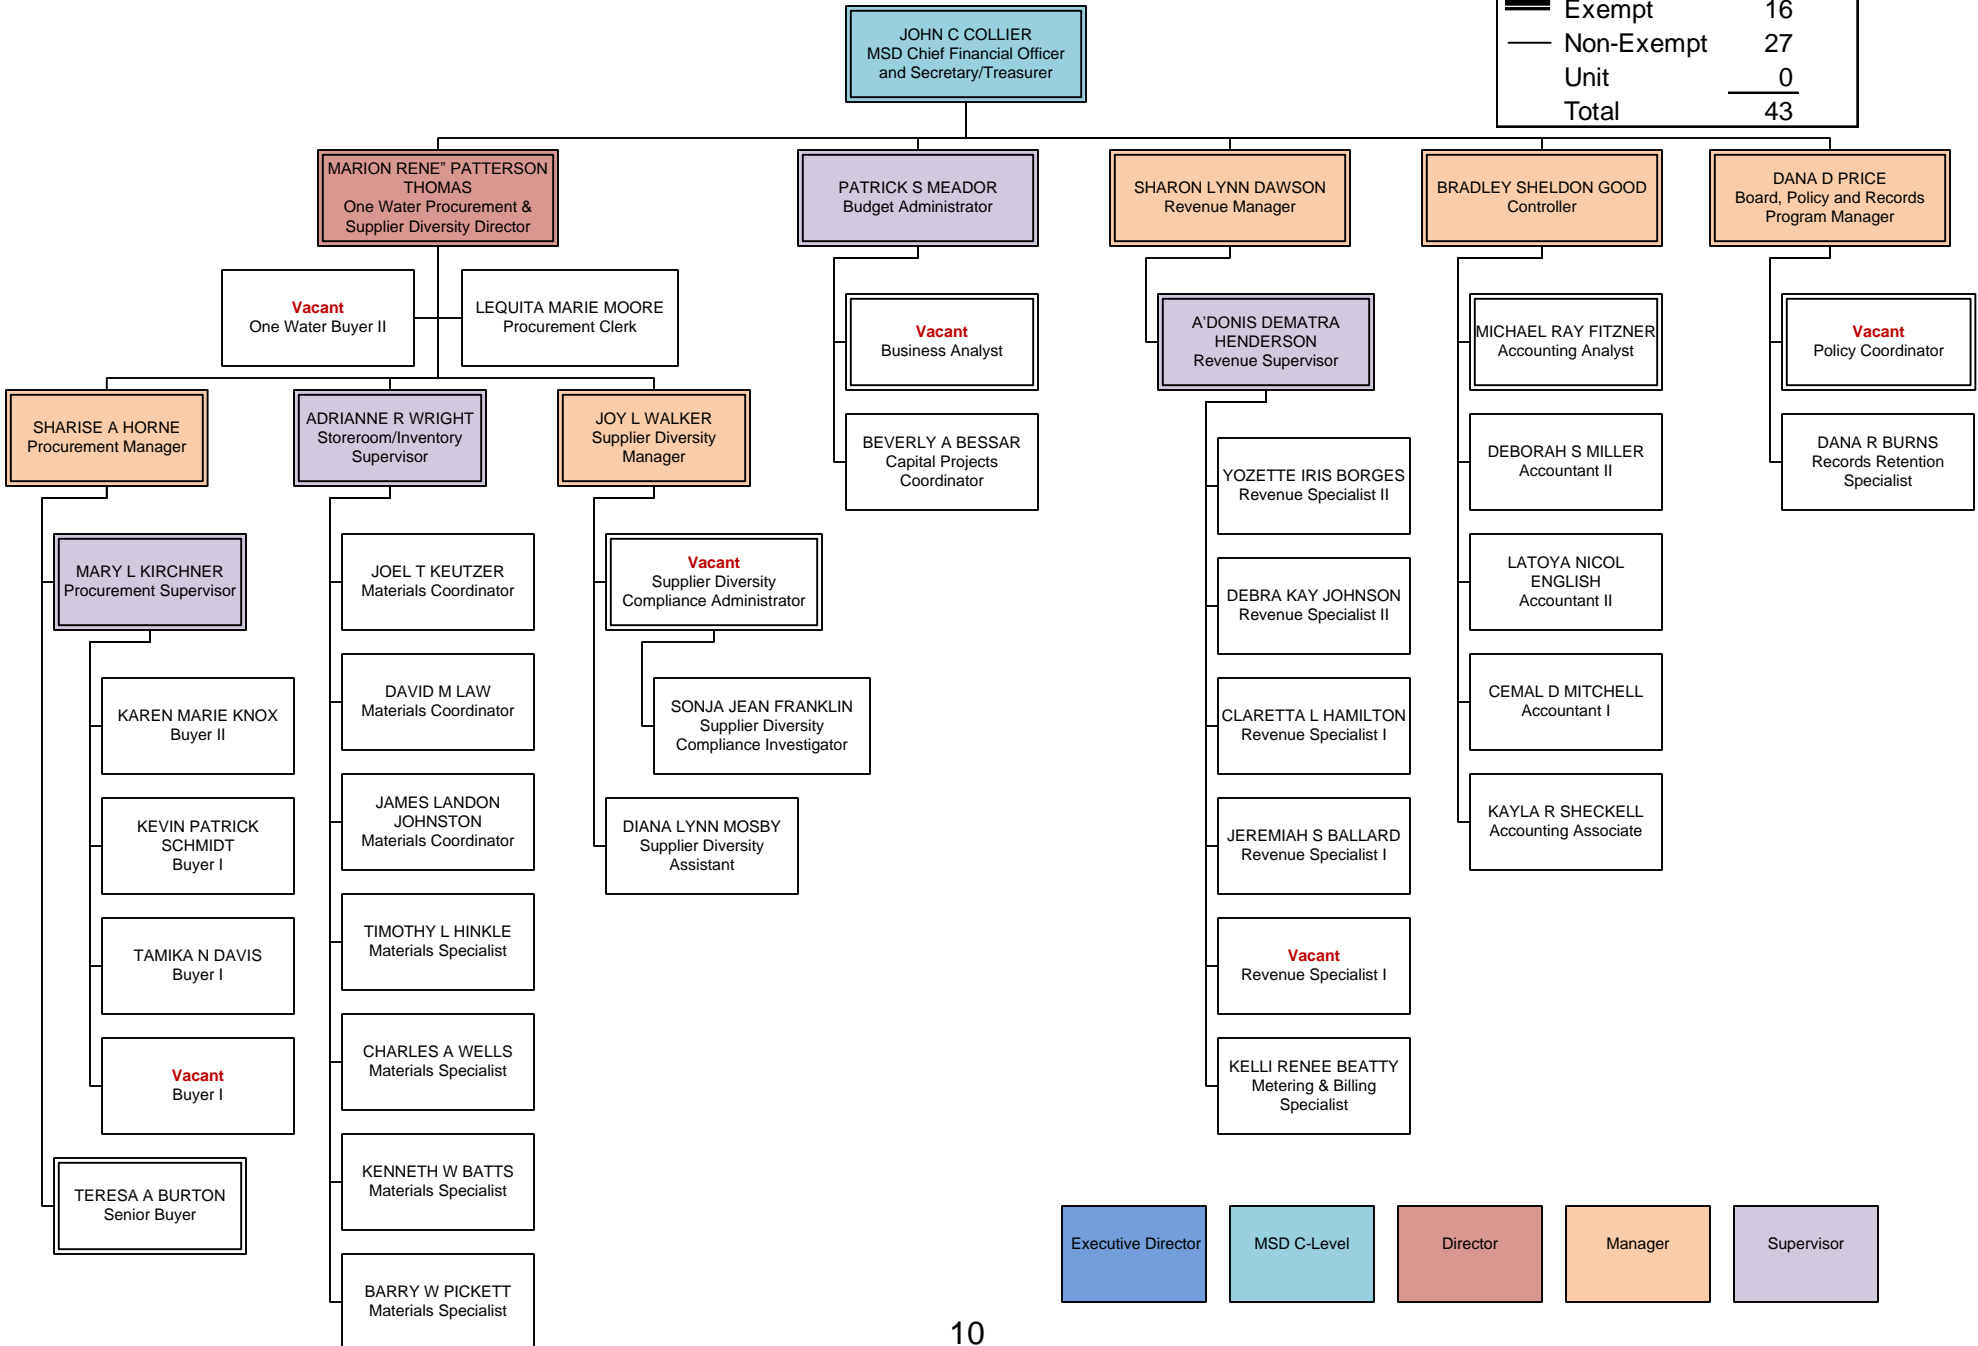 JOHN C COLLIER
MSD Chief Financial Officer
and Secretary/Treasurer
Exempt 16
Non-Exempt 27
Unit 0
Total 43
MARION RENE” PATTERSON
THOMAS
One Water Procurement &
Supplier Diversity Director
PATRICK S MEADOR
Budget Administrator
SHARON LYNN DAWSON
Revenue Manager
BRADLEY SHELDON GOOD
Controller
DANA D PRICE
Board, Policy and Records
Program Manager
Vacant
One Water Buyer II
LEQUITA MARIE MOORE
Procurement Clerk
SHARISE A HORNE
Procurement Manager
ADRIANNE R WRIGHT
Storeroom/Inventory
Supervisor
JOY L WALKER
Supplier Diversity
Manager
MARY L KIRCHNER
Procurement Supervisor
KAREN MARIE KNOX
Buyer II
KEVIN PATRICK
SCHMIDT
Buyer I
TAMIKA N DAVIS
Buyer I
Vacant
Buyer I
TERESA A BURTON
Senior Buyer
JOEL T KEUTZER
Materials Coordinator
DAVID M LAW
Materials Coordinator
JAMES LANDON
JOHNSTON
Materials Coordinator
TIMOTHY L HINKLE
Materials Specialist
CHARLES A WELLS
Materials Specialist
KENNETH W BATTS
Materials Specialist
BARRY W PICKETT
Materials Specialist
Vacant
Supplier Diversity
Compliance Administrator
SONJA JEAN FRANKLIN
Supplier Diversity
Compliance Investigator
DIANA LYNN MOSBY
Supplier Diversity
Assistant
Vacant
Business Analyst
BEVERLY A BESSAR
Capital Projects
Coordinator
A’DONIS DEMATRA
HENDERSON
Revenue Supervisor
YOZETTE IRIS BORGES
Revenue Specialist II
DEBRA KAY JOHNSON
Revenue Specialist II
CLARETTA L HAMILTON
Revenue Specialist I
JEREMIAH S BALLARD
Revenue Specialist I
Vacant
Revenue Specialist I
KELLI RENEE BEATTY
Metering & Billing
Specialist
MICHAEL RAY FITZNER
Accounting Analyst
DEBORAH S MILLER
Accountant II
LATOYA NICOL
ENGLISH
Accountant II
CEMAL D MITCHELL
Accountant I
KAYLA R SHECKELL
Accounting Associate
Vacant
Policy Coordinator
DANA R BURNS
Records Retention
Specialist
Executive Director
MSD C-Level
Director
Manager
Supervisor
10